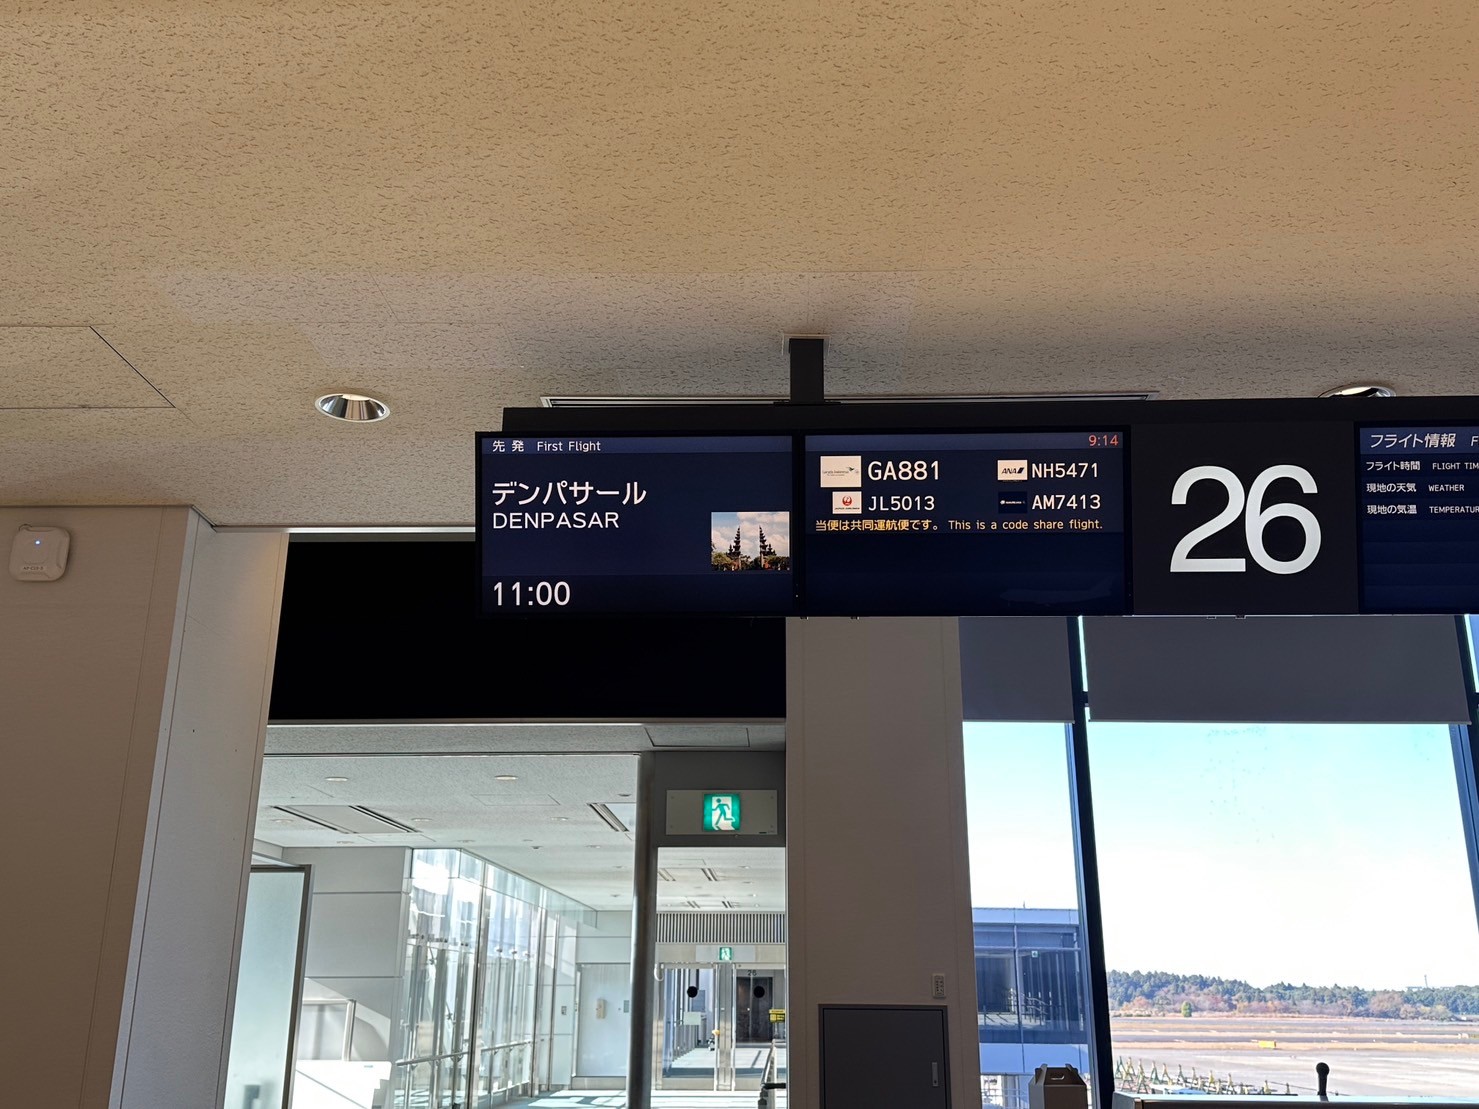 先発 First Flight
デンパサール
DENPASAR
11:00
9:14
GA881
ANA NH5471
JL5013
AM7413
当便は共同運航便です。 This is a code share flight.
26
フライト情報 F
フライト時間 FLIGHT TIM
現地の天気 WEATHER
現地の気温 TEMPERATUR